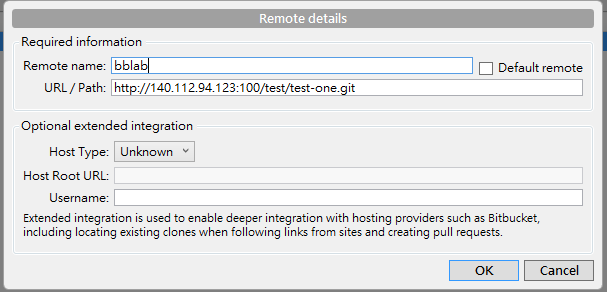 Remote details
Required information
Remote name: bblab
Default remote
URL / Path: http://140.112.94.123:100/test/test-one.git
Optional extended integration
Host Type: Unknown
Host Root URL:
Username:
Extended integration is used to enable deeper integration with hosting providers such as Bitbucket,
including locating existing clones when following links from sites and creating pull requests.
OK Cancel